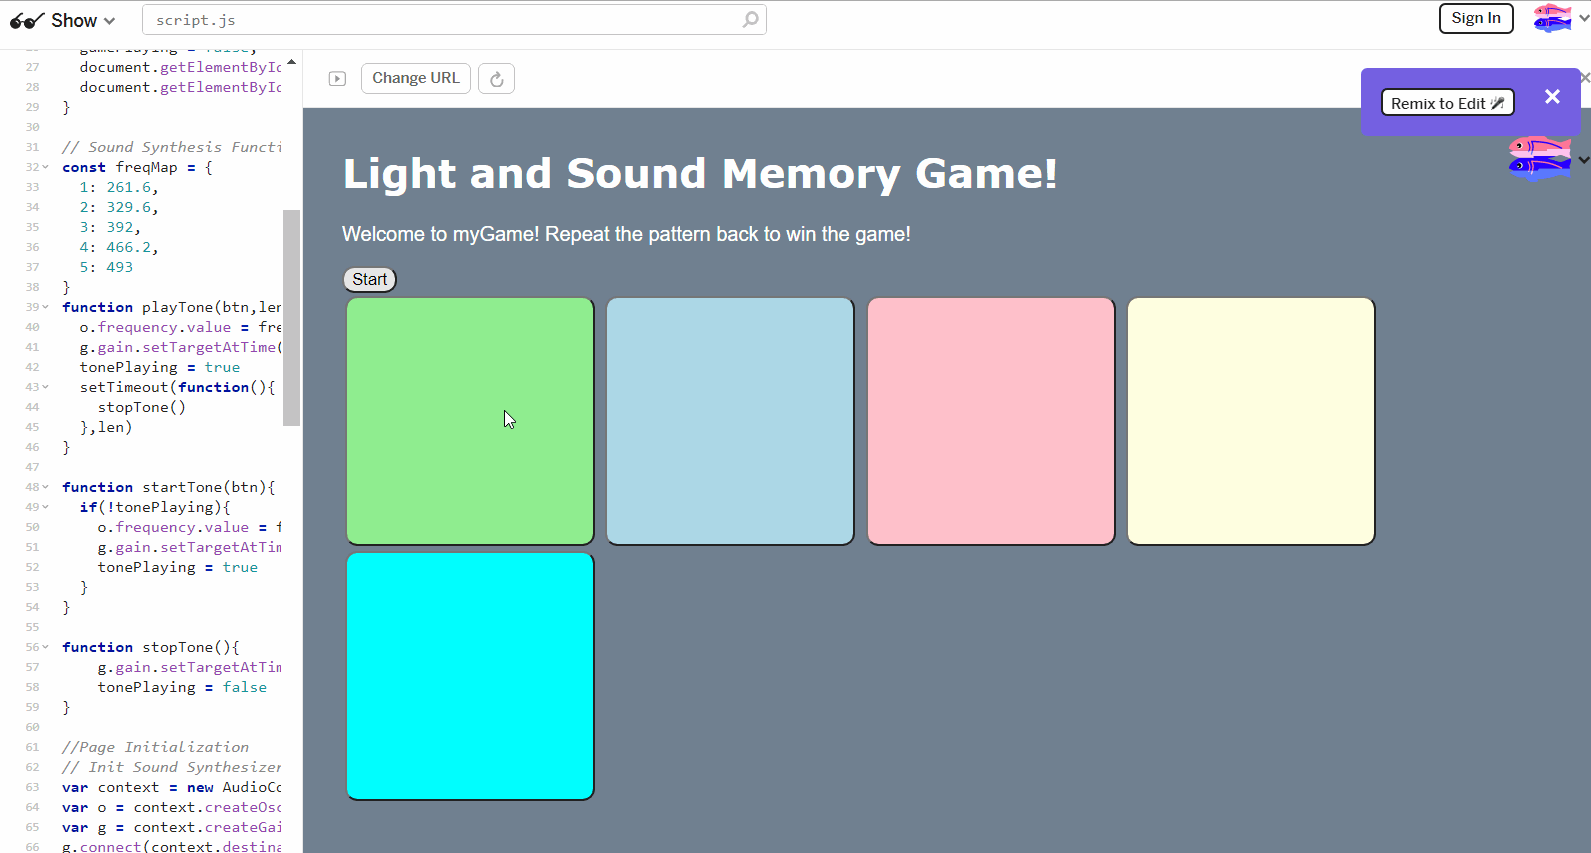 Show
script.js
Sign In
Change URL
Remix to Edit
27 document.getElementById
28 document.getElementById
29 }
30
31 // Sound Synthesis Functi
32 const freqMap = {
33 1: 261.6,
34 2: 329.6,
35 3: 392,
36 4: 466.2,
37 5: 493
38 }
39 function playTone(btn,len
40 o.frequency.value = fre
41 g.gain.setTargetAtTime(
42 tonePlaying = true
43 setTimeout(function(){
44 stopTone()
45 },len)
46 }
47
48 function startTone(btn){
49 if(!tonePlaying){
50 o.frequency.value = f
51 g.gain.setTargetAtTim
52 tonePlaying = true
53 }
54 }
55
56 function stopTone(){
57 g.gain.setTargetAtTim
58 tonePlaying = false
59 }
60
61 //Page Initialization
62 // Init Sound Synthesizer
63 var context = new AudioCo
64 var o = context.createOsc
65 var g = context.createGai
66 g.connect(context.destina
Light and Sound Memory Game!
Welcome to myGame! Repeat the pattern back to win the game!
Start